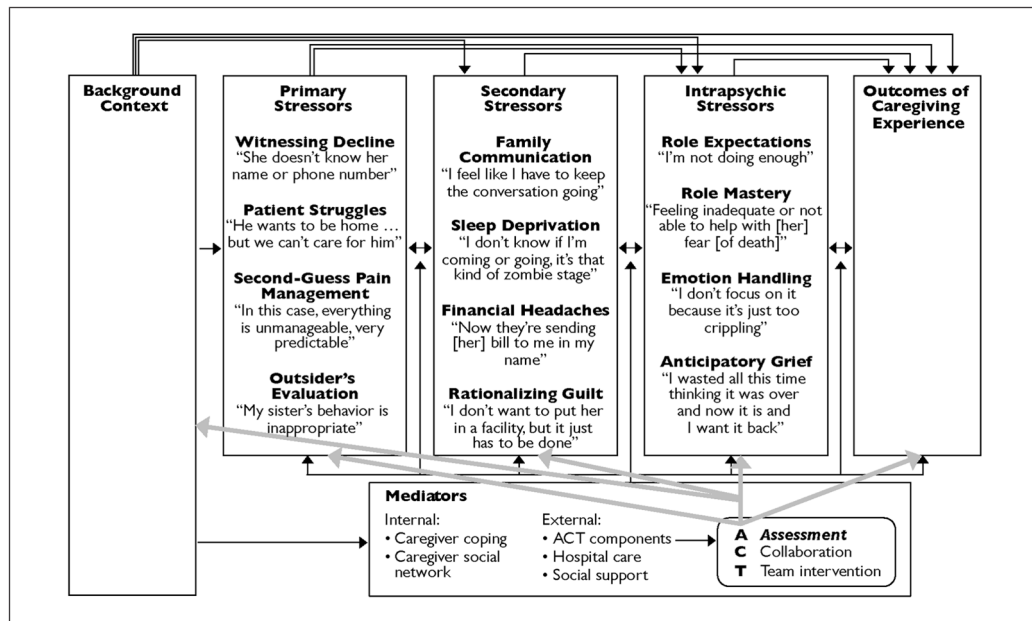 Background
Context
Primary
Stressors
Witnessing Decline
“She doesn’t know her
name or phone number”
Patient Struggles
“He wants to be home ...
but we can’t care for him”
Second-Guess Pain
Management
“In this case, everything
is unmanageable, very
predictable”
Outsider’s
Evaluation
“My sister’s behavior is
inappropriate”
Secondary
Stressors
Family
Communication
“I feel like I have to keep
the conversation going”
Sleep Deprivation
“I don’t know if I’m
coming or going, it’s that
kind of zombie stage”
Financial Headaches
“Now they’re sending
[her] bill to me in my
name”
Rationalizing Guilt
“I don’t want to put her
in a facility, but it just
has to be done”
Intrapsychic
Stressors
Role Expectations
“I’m not doing enough”
Role Mastery
“Feeling inadequate or not
able to help with [her]
fear [of death]”
Emotion Handling
“I don’t focus on it
because it’s just too
crippling”
Anticipatory Grief
“I wasted all this time
thinking it was over
and now it is and
I want it back”
Outcomes of
Caregiving
Experience
Mediators
Internal:
• Caregiver coping
• Caregiver social
network
External:
• ACT components
• Hospital care
• Social support
A Assessment
C Collaboration
T Team intervention